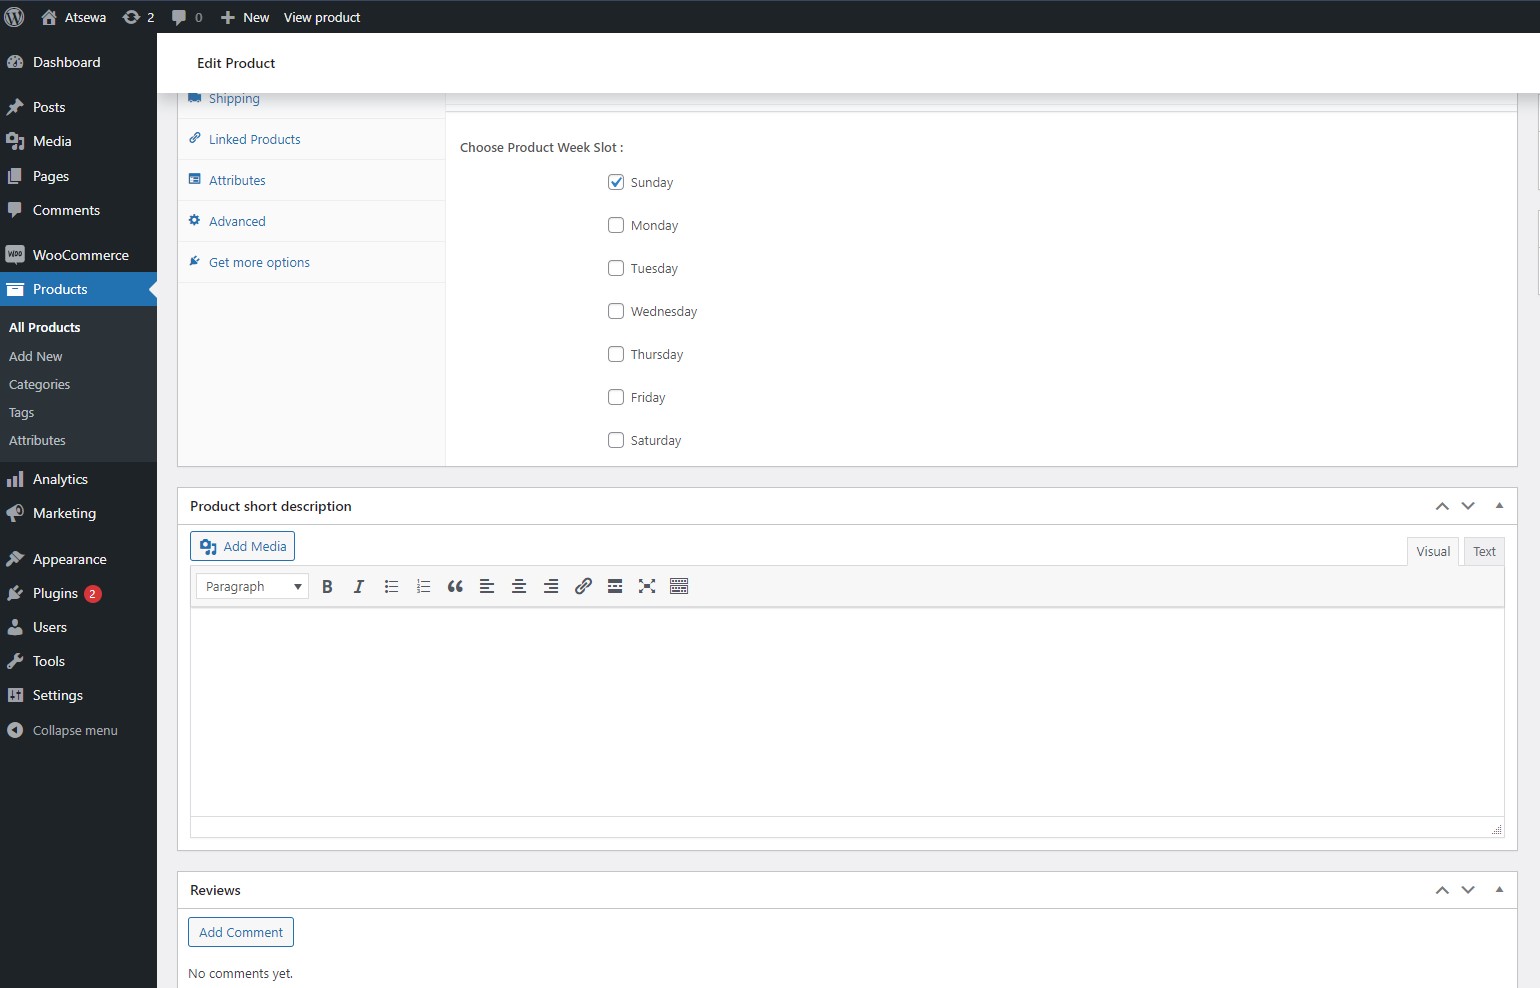 Atsewa 2 0 New View product
Dashboard
Posts
Media
Pages
Comments
WOO WooCommerce
Products
All Products
Add New
Categories
Tags
Attributes
Analytics
Marketing
Appearance
Plugins 2
Users
Tools
Settings
Collapse menu
Edit Product
Shipping
Linked Products
Attributes
Advanced
Get more options
Choose Product Week Slot :
Sunday
Monday
Tuesday
Wednesday
Thursday
Friday
Saturday
Product short description
Add Media
Visual Text
Paragraph B I
Reviews
Add Comment
No comments yet.